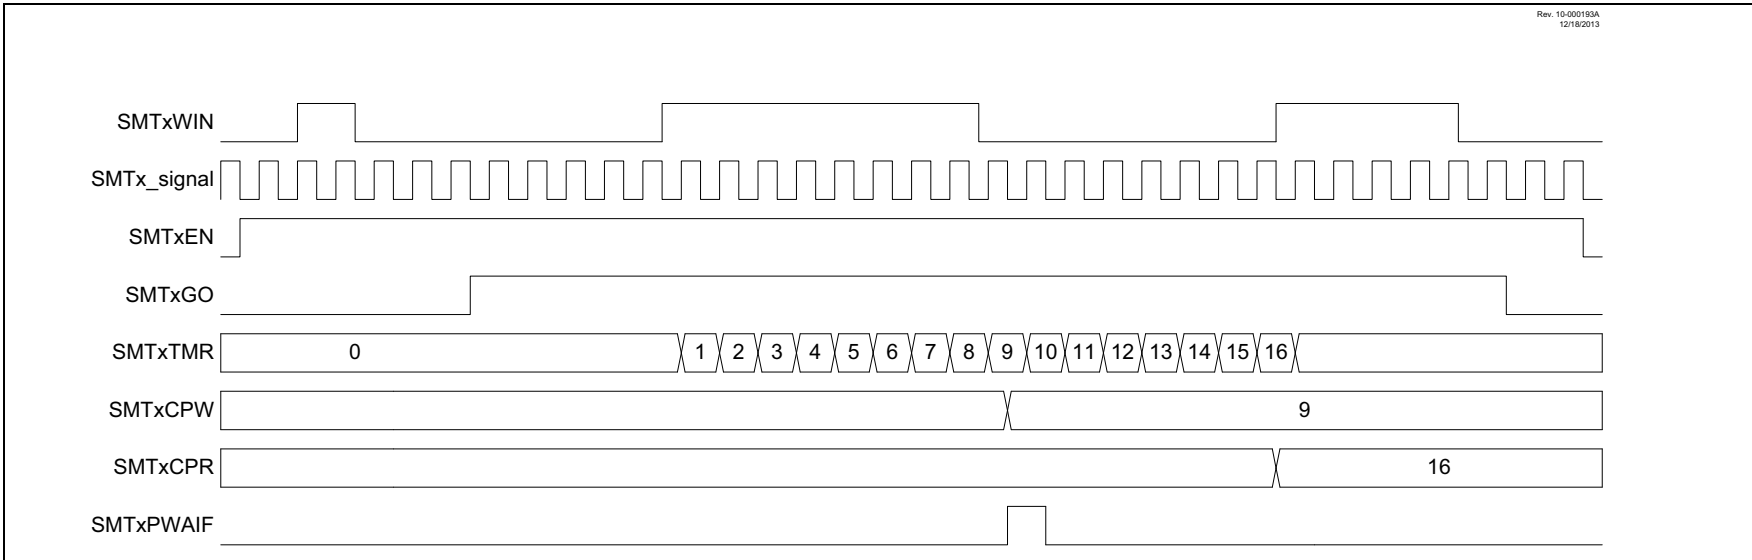 Rev. 10-000193A
12/18/2013
SMTxWIN
SMTx_signal
SMTxEN
SMTxGO
SMTxTMR 0 1 2 3 4 5 6 7 8 9 10 11 12 13 14 15 16
SMTxCPW 9
SMTxCPR 16
SMTxPWAIF